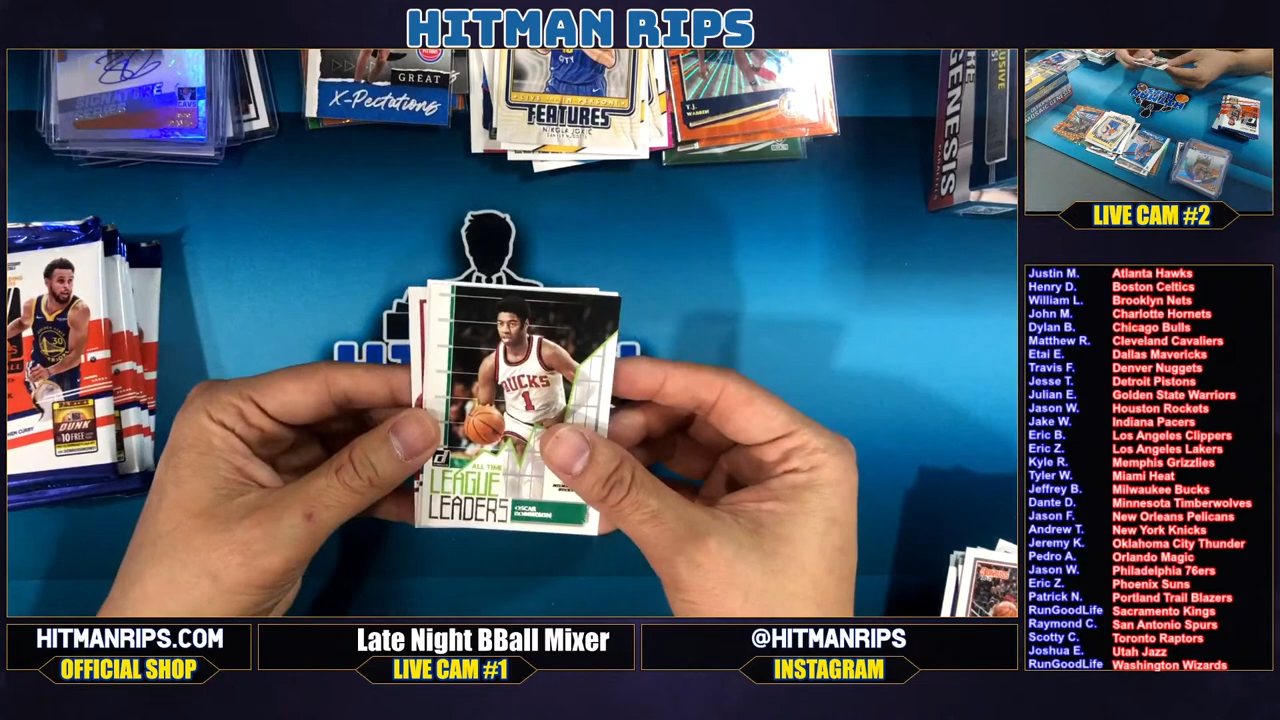 HITMAN RIPS
SIGNATURE
SERIES
CAVS
GREAT
X-Pectations
FEATURES
NIKOLA JOKIC
T.J.
WARREN
GENESIS
LIVE CAM #2
BUCKS
1
ALL TIME
LEAGUE
LEADERS
OSCAR
ROBERTSON
30
DUNK
10 FREE
Justin M. Atlanta Hawks
Henry D. Boston Celtics
William L. Brooklyn Nets
John M. Charlotte Hornets
Dylan B. Chicago Bulls
Matthew R. Cleveland Cavaliers
Etai E. Dallas Mavericks
Travis F. Denver Nuggets
Jesse T. Detroit Pistons
Julian E. Golden State Warriors
Jason W. Houston Rockets
Jake W. Indiana Pacers
Eric B. Los Angeles Clippers
Eric Z. Los Angeles Lakers
Kyle R. Memphis Grizzlies
Tyler W. Miami Heat
Jeffrey B. Milwaukee Bucks
Dante D. Minnesota Timberwolves
Jason F. New Orleans Pelicans
Andrew T. New York Knicks
Jeremy K. Oklahoma City Thunder
Pedro A. Orlando Magic
Jason W. Philadelphia 76ers
Eric Z. Phoenix Suns
Patrick N. Portland Trail Blazers
RunGoodLife Sacramento Kings
Raymond C. San Antonio Spurs
Scotty C. Toronto Raptors
Joshua E. Utah Jazz
RunGoodLife Washington Wizards
HITMANRIPS.COM
OFFICIAL SHOP
Late Night BBall Mixer
LIVE CAM #1
@HITMANRIPS
INSTAGRAM